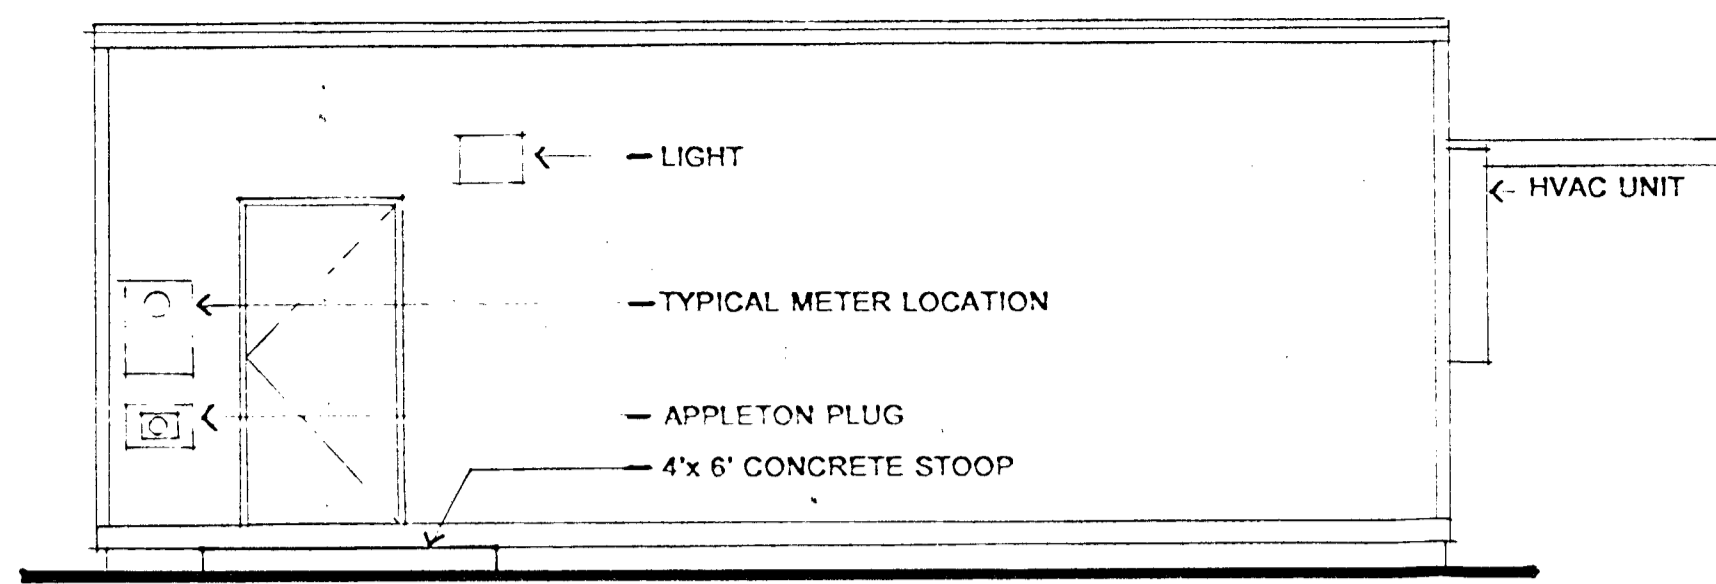 LIGHT
HVAC UNIT
TYPICAL METER LOCATION
APPLETON PLUG
4'x 6' CONCRETE STOOP